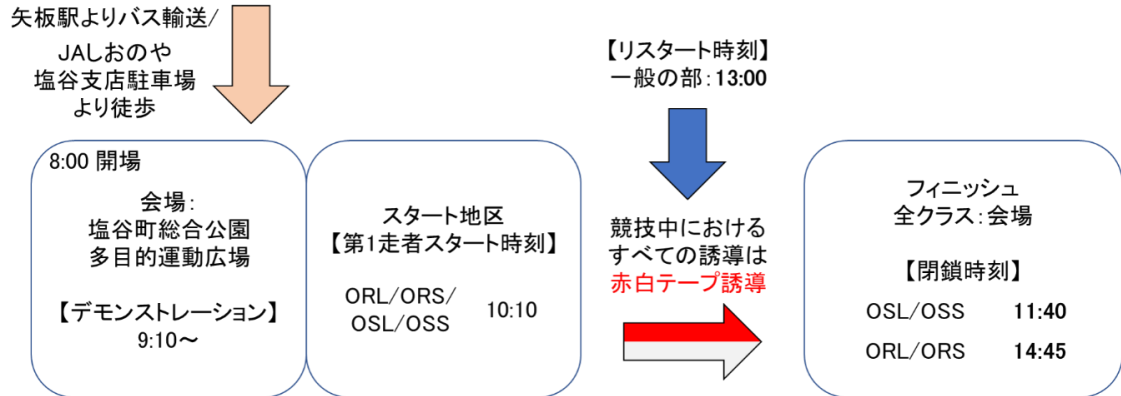 矢板駅よりバス輸送/
JAしおのや
塩谷支店駐車場
より徒歩
8:00 開場
会場：
塩谷町総合公園
多目的運動広場
【デモンストレーション】
9:10～
スタート地区
【第1走者スタート時刻】
ORL/ORS/
OSL/OSS
10:10
【リスタート時刻】
一般の部：13:00
競技中における
すべての誘導は
赤白テープ誘導
フィニッシュ
全クラス：会場
【閉鎖時刻】
OSL/OSS 11:40
ORL/ORS 14:45